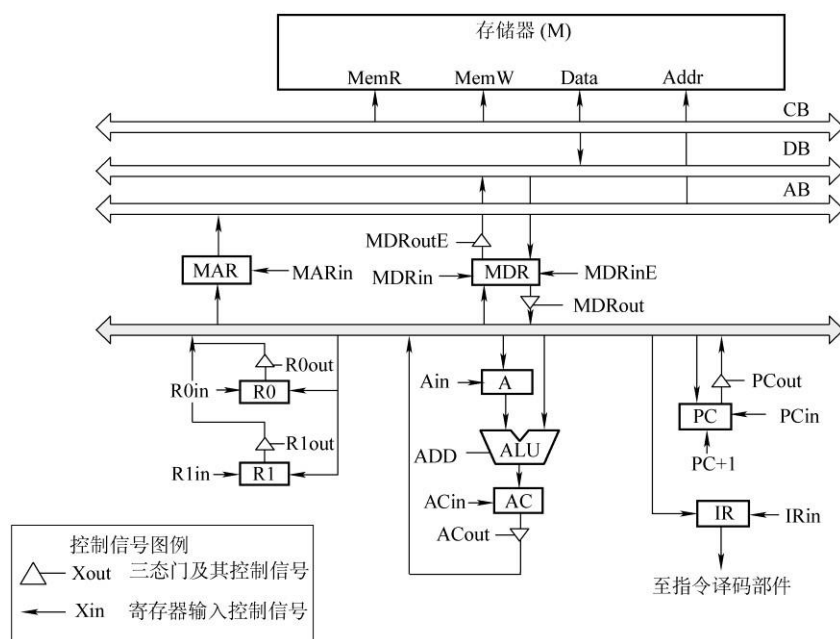 存储器 (M)
MemR MemW Data Addr
CB
DB
AB
MDRoutE
MAR MARin MDRin MDR MDRinE
MDRout
R0out
R0in R0
R1out
R1in R1
Ain A
ADD ALU
ACin AC
ACout
PCout
PC PCin
PC+1
IR IRin
至指令译码部件
控制信号图例
Xout 三态门及其控制信号
Xin 寄存器输入控制信号